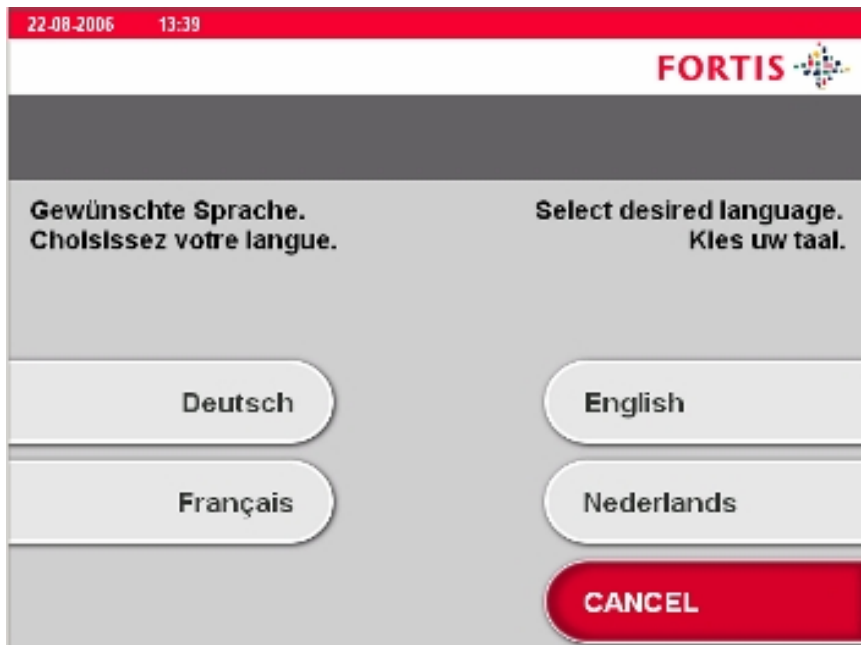 22-08-2006 13:39
FORTIS
Gewünschte Sprache.
Choisissez votre langue.
Select desired language.
Kies uw taal.
Deutsch
English
Français
Nederlands
CANCEL